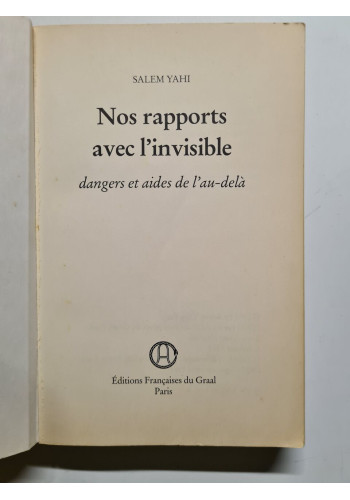 SALEM YAHI
Nos rapports
avec l'invisible
dangers et aides de l'au-delà
Éditions Françaises du Graal
Paris